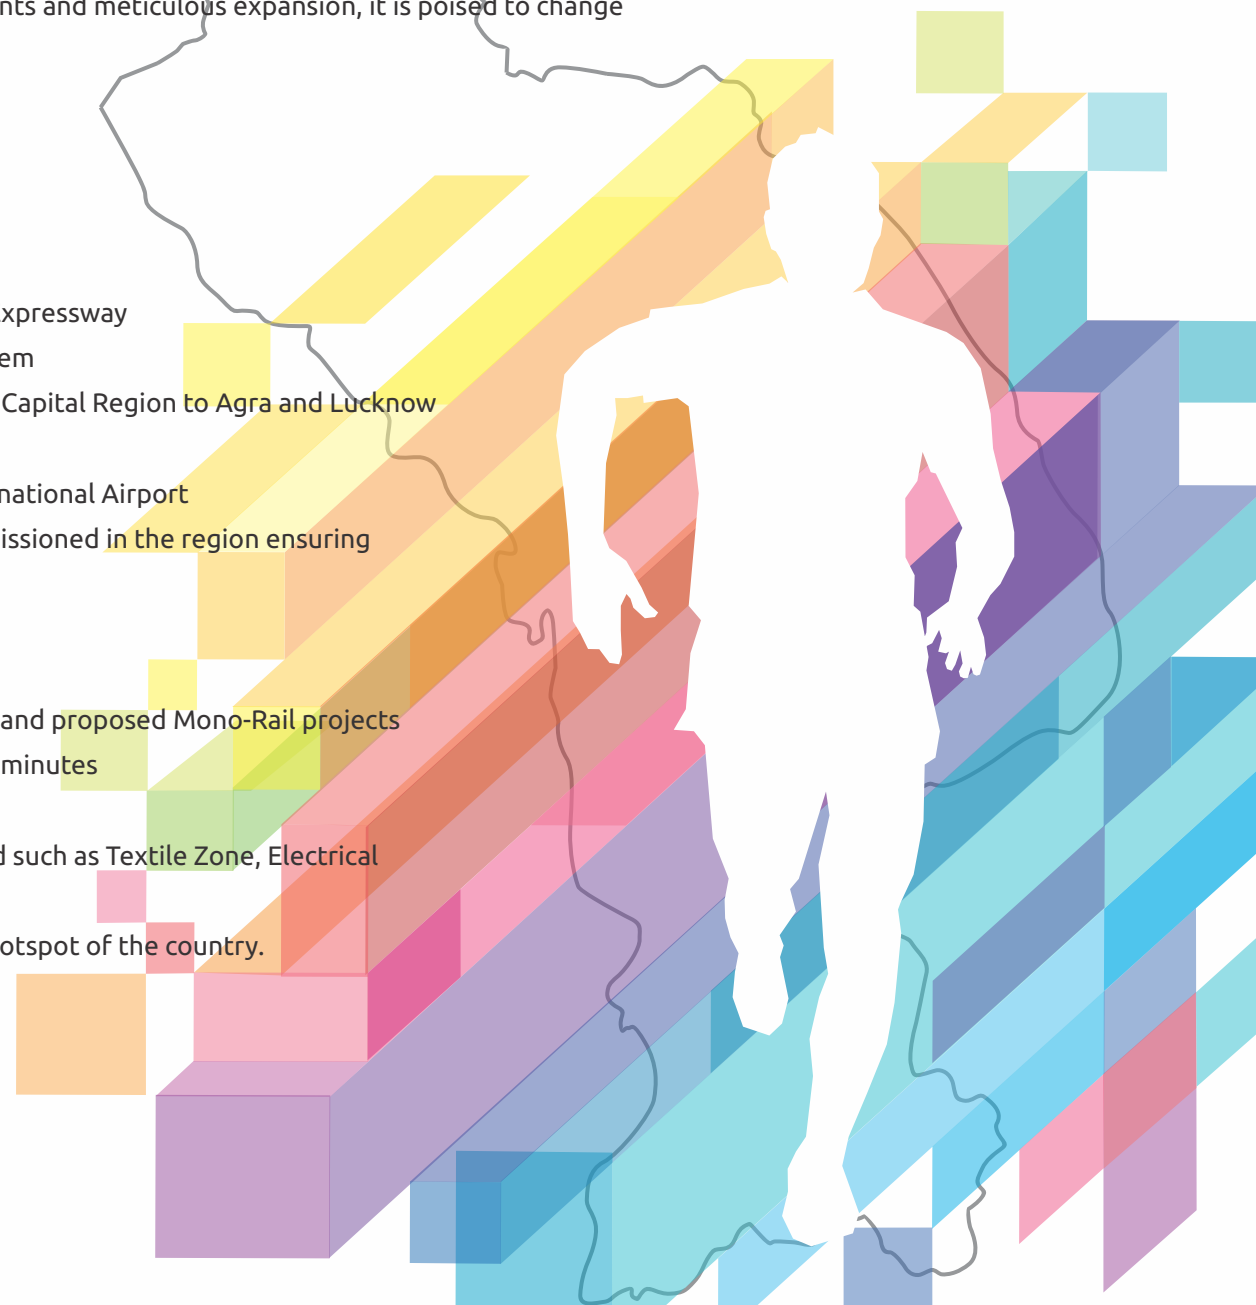 nts and meticulous expansion, it is poised to change
xpressway
em
Capital Region to Agra and Lucknow
national Airport
issioned in the region ensuring
and proposed Mono-Rail projects
minutes
d such as Textile Zone, Electrical
otspot of the country.